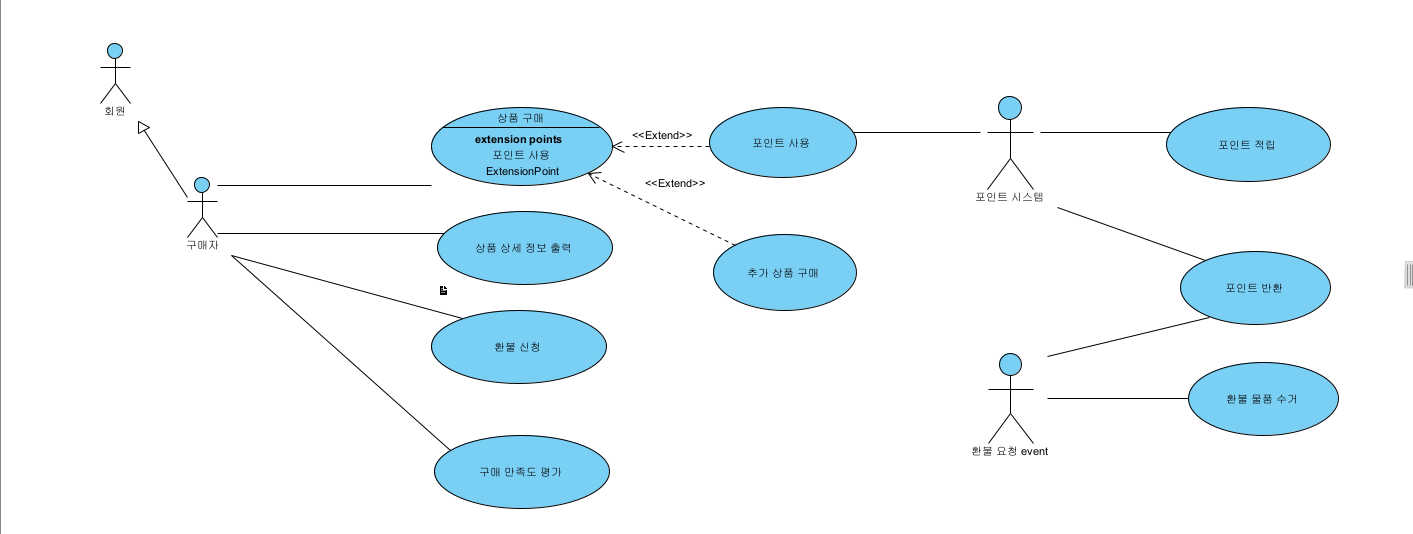 회원
상품 구매
extension points
포인트 사용
ExtensionPoint
<<Extend>>
포인트 사용
포인트 시스템
포인트 적립
<<Extend>>
구매자
상품 상세 정보 출력
추가 상품 구매
포인트 반환
환불 신청
환불 물품 수거
환불 요청 event
구매 만족도 평가